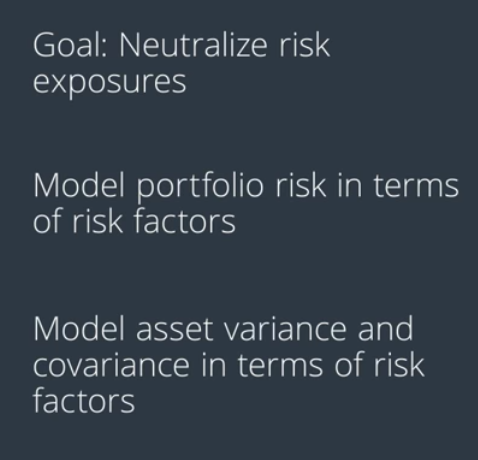 Goal: Neutralize risk
exposures
Model portfolio risk in terms
of risk factors
Model asset variance and
covariance in terms of risk
factors